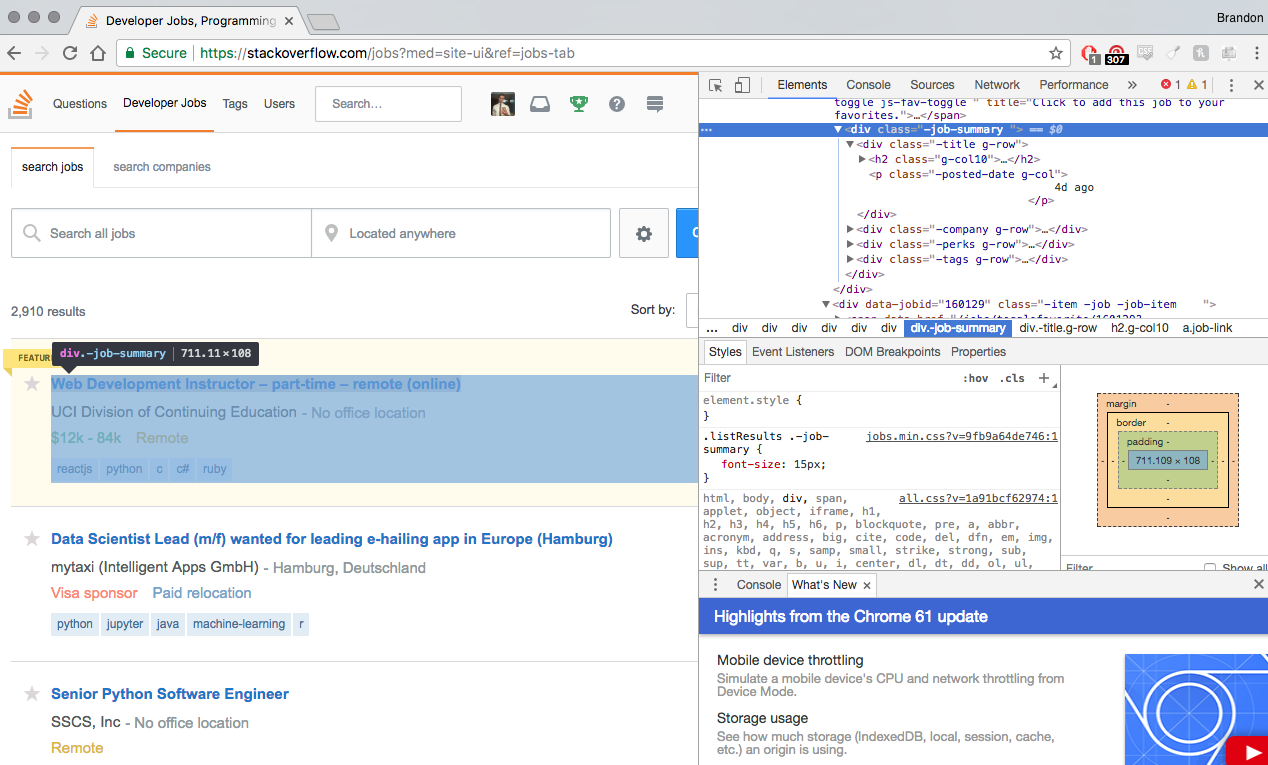 Developer Jobs, Programming
Brandon
Secure
https://stackoverflow.com/jobs?med=site-ui&ref=jobs-tab
1
307
Questions
Developer Jobs
Tags
Users
Search...
search jobs
search companies
Search all jobs
Located anywhere
2,910 results
Sort by:
div.-job-summary | 711.11 × 108
Web Development Instructor – part-time – remote (online)
UCI Division of Continuing Education - No office location
$12k - 84k Remote
reactjs python c c# ruby
Data Scientist Lead (m/f) wanted for leading e-hailing app in Europe (Hamburg)
mytaxi (Intelligent Apps GmbH) - Hamburg, Deutschland
Visa sponsor Paid relocation
python jupyter java machine-learning r
Senior Python Software Engineer
SSCS, Inc - No office location
Remote
Elements Console Sources Network Performance » 1 1
toggle js-fav-toggle " title="Click to add this job to your
favorites.">…</span>
<div class="-job-summary "> == $0
<div class="-title g-row">
<h2 class="g-col10">…</h2>
<p class="-posted-date g-col">
4d ago
</p>
</div>
<div class="-company g-row">…</div>
<div class="-perks g-row">…</div>
<div class="-tags g-row">…</div>
</div>
</div>
<div data-jobid="160129" class="-item -job -job-item ">
... div div div div div div div.-job-summary div.-title.g-row h2.g-col10 a.job-link
Styles Event Listeners DOM Breakpoints Properties
Filter :hov .cls +
element.style {
}
.listResults .-job- jobs.min.css?v=9fb9a64de746:1
summary {
font-size: 15px;
}
html, body, div, span, all.css?v=1a91bcf62974:1
applet, object, iframe, h1,
h2, h3, h4, h5, h6, p, blockquote, pre, a, abbr,
acronym, address, big, cite, code, del, dfn, em, img,
ins, kbd, q, s, samp, small, strike, strong, sub,
sup, tt, var, b, u, i, center, dl, dt, dd, ol, ul,
margin -
border -
padding -
- - - 711.109 × 108 - - -
-
-
-
Filter Show all
Console What's New ×
Highlights from the Chrome 61 update
Mobile device throttling
Simulate a mobile device's CPU and network throttling from
Device Mode.
Storage usage
See how much storage (IndexedDB, local, session, cache,
etc.) an origin is using.